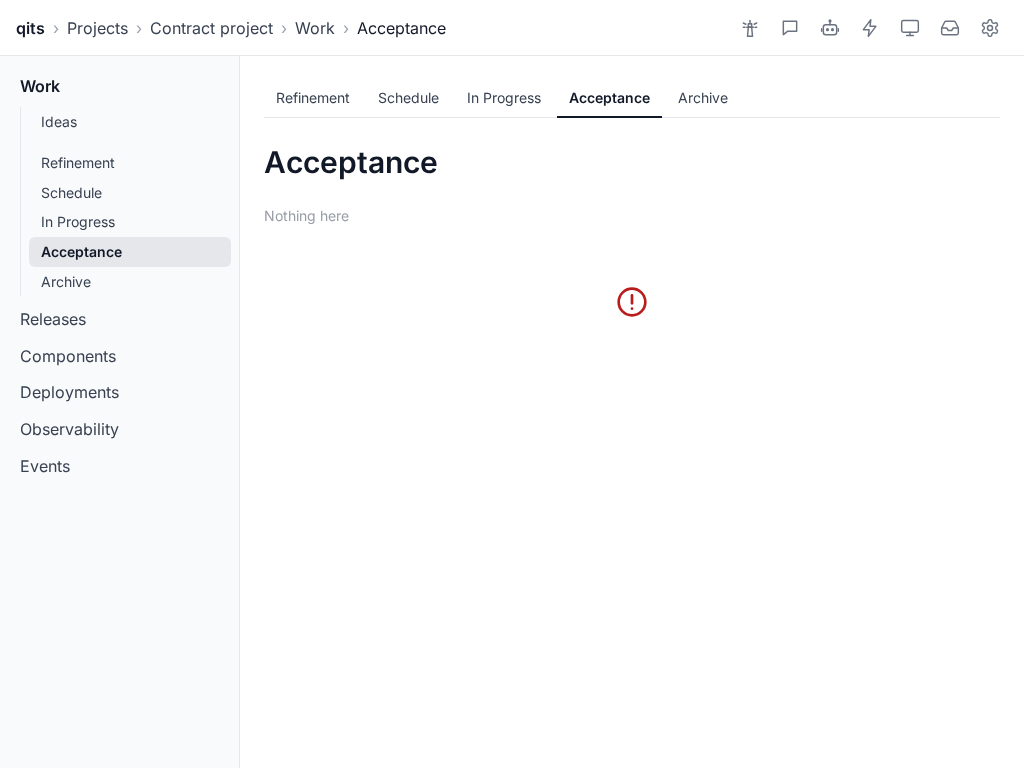 qits › Projects › Contract project › Work › Acceptance
Work
Ideas
Refinement
Schedule
In Progress
Acceptance
Archive
Releases
Components
Deployments
Observability
Events
Refinement Schedule In Progress Acceptance Archive
Acceptance
Nothing here